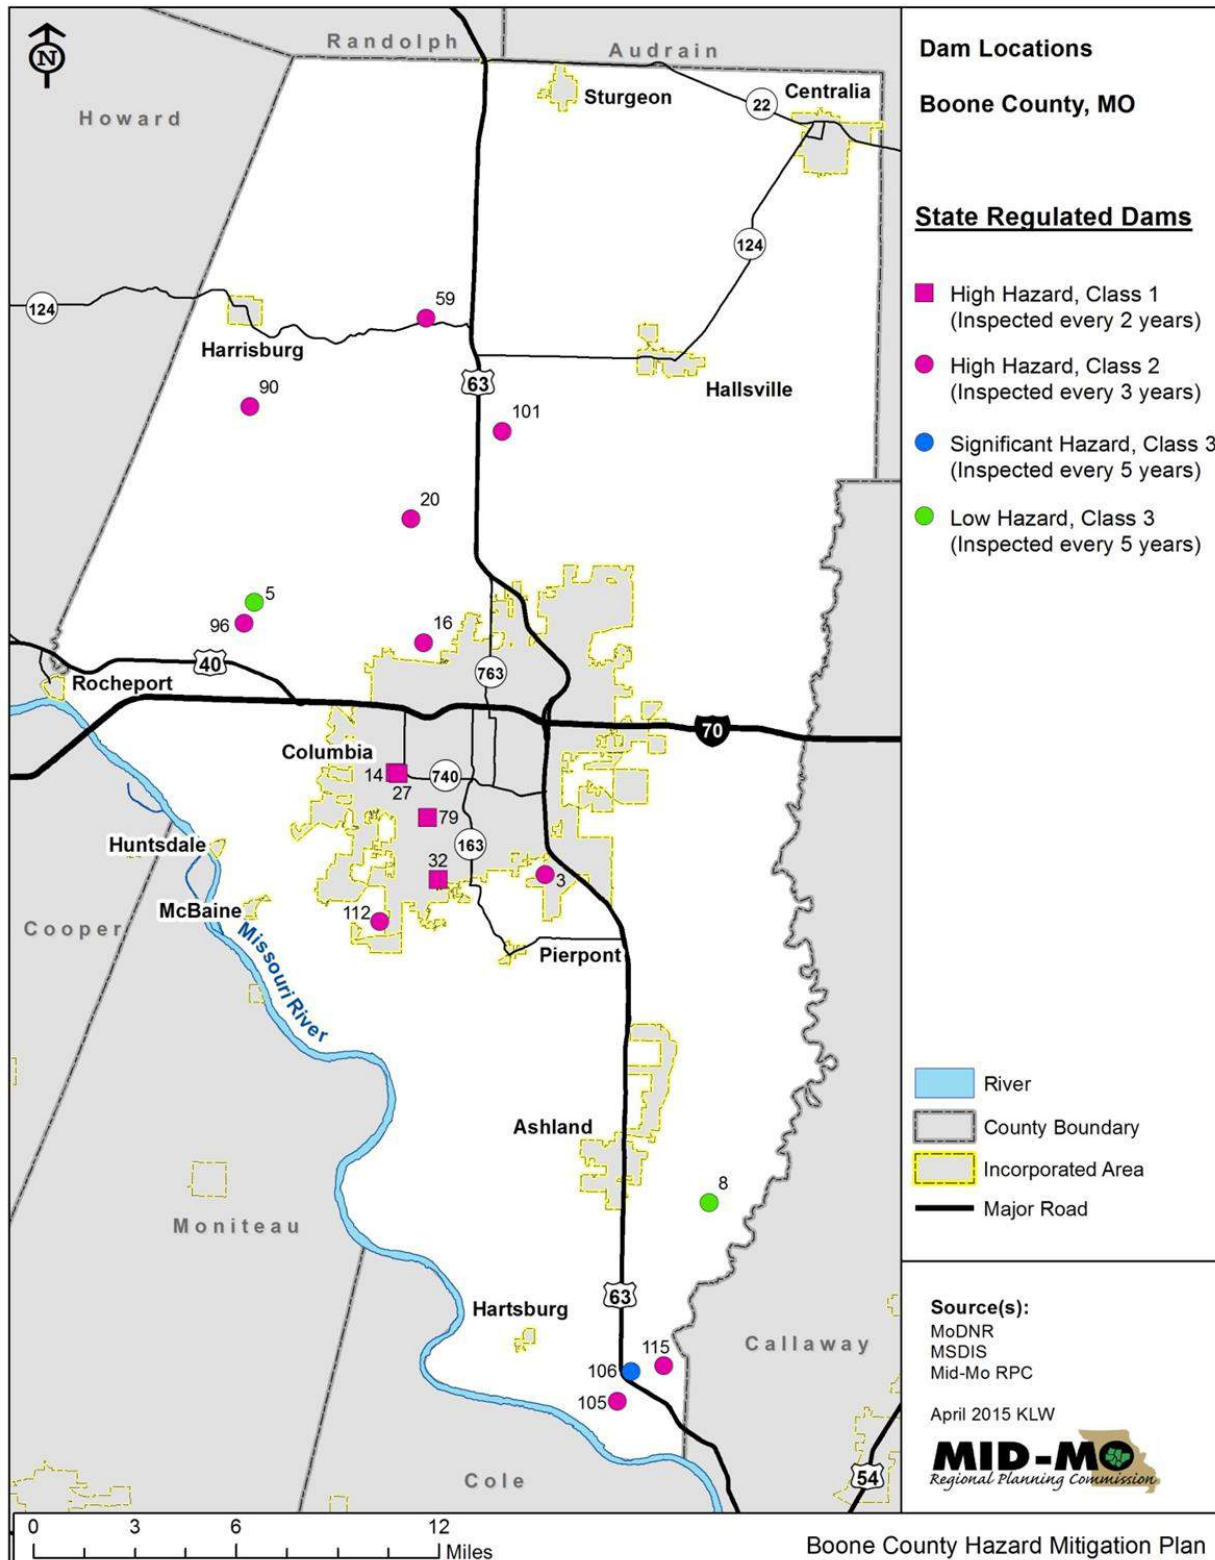 N
Randolph
Audrain
Howard
Sturgeon
22
Centralia
124
124
59
Harrisburg
63
Hallsville
90
101
20
5
96
16
40
763
Rocheport
70
Columbia
14
27
740
79
Huntsdale
163
32
3
McBaine
112
Cooper
Pierpont
Missouri River
Ashland
8
Moniteau
63
Hartsburg
Callaway
115
106
105
54
Cole
0 3 6 12
Miles
Dam Locations
Boone County, MO
State Regulated Dams
High Hazard, Class 1
(Inspected every 2 years)
High Hazard, Class 2
(Inspected every 3 years)
Significant Hazard, Class 3
(Inspected every 5 years)
Low Hazard, Class 3
(Inspected every 5 years)
River
County Boundary
Incorporated Area
Major Road
Source(s):
MoDNR
MSDIS
Mid-Mo RPC
April 2015 KLW
MID-MO
Regional Planning Commission
Boone County Hazard Mitigation Plan